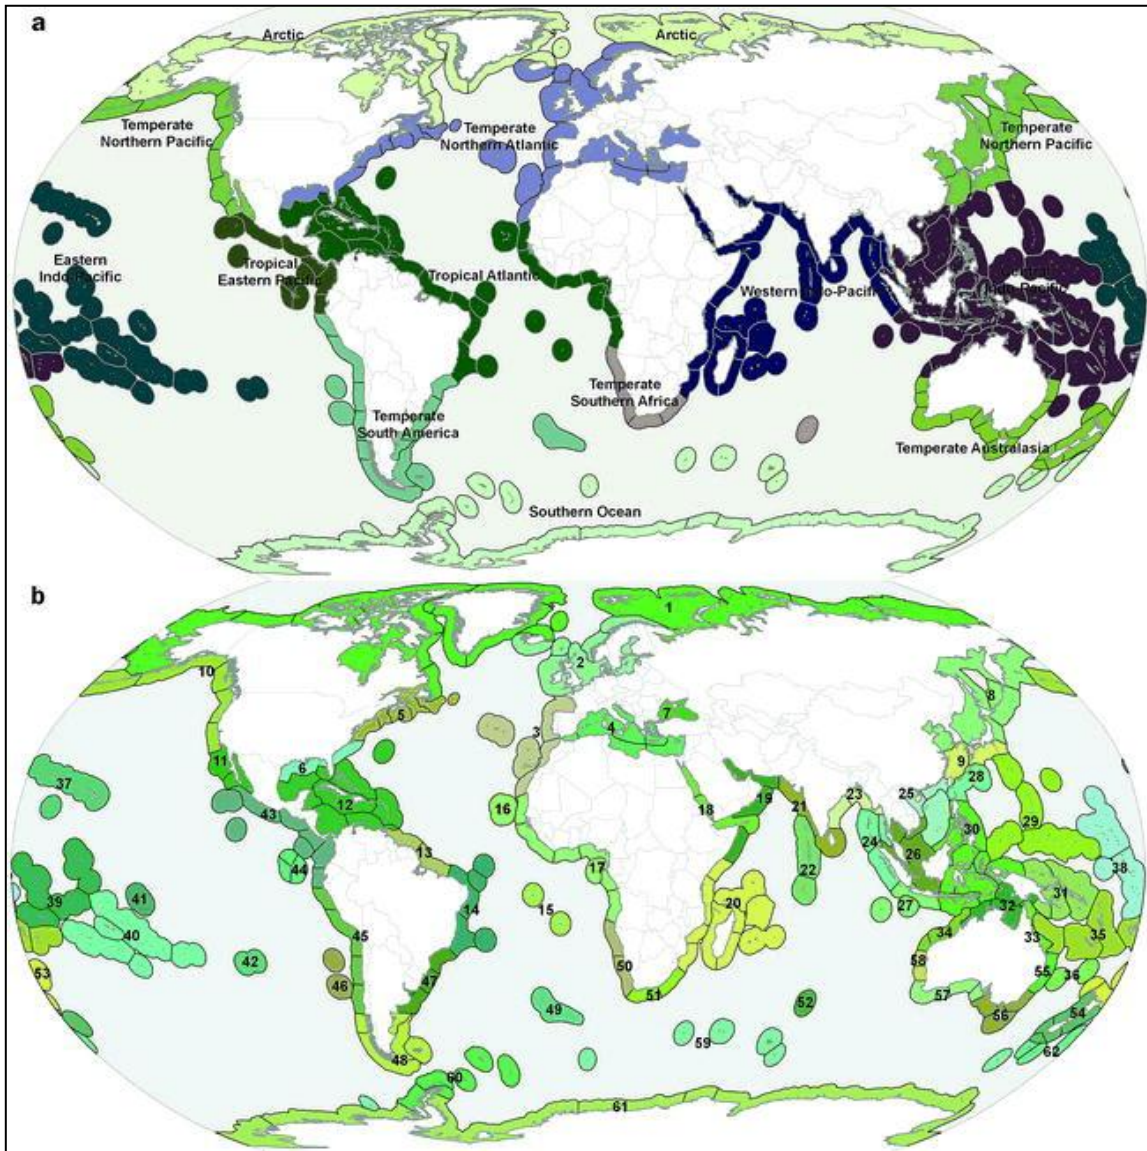 a
Arctic
Arctic
Temperate
Northern Pacific
Temperate
Northern Atlantic
Temperate
Northern Pacific
Eastern
Indo-Pacific
Tropical
Eastern Pacific
Tropical Atlantic
Western Indo-Pacific
Central
Indo-Pacific
Temperate
South America
Temperate
Southern Africa
Temperate Australasia
Southern Ocean
b
1
2
3
4
5
6
7
8
9
10
11
12
13
14
15
16
17
18
19
20
21
22
23
24
25
26
27
28
29
30
31
32
33
34
35
36
37
38
39
40
41
42
43
44
45
46
47
48
49
50
51
52
53
54
55
56
57
58
59
60
61
62